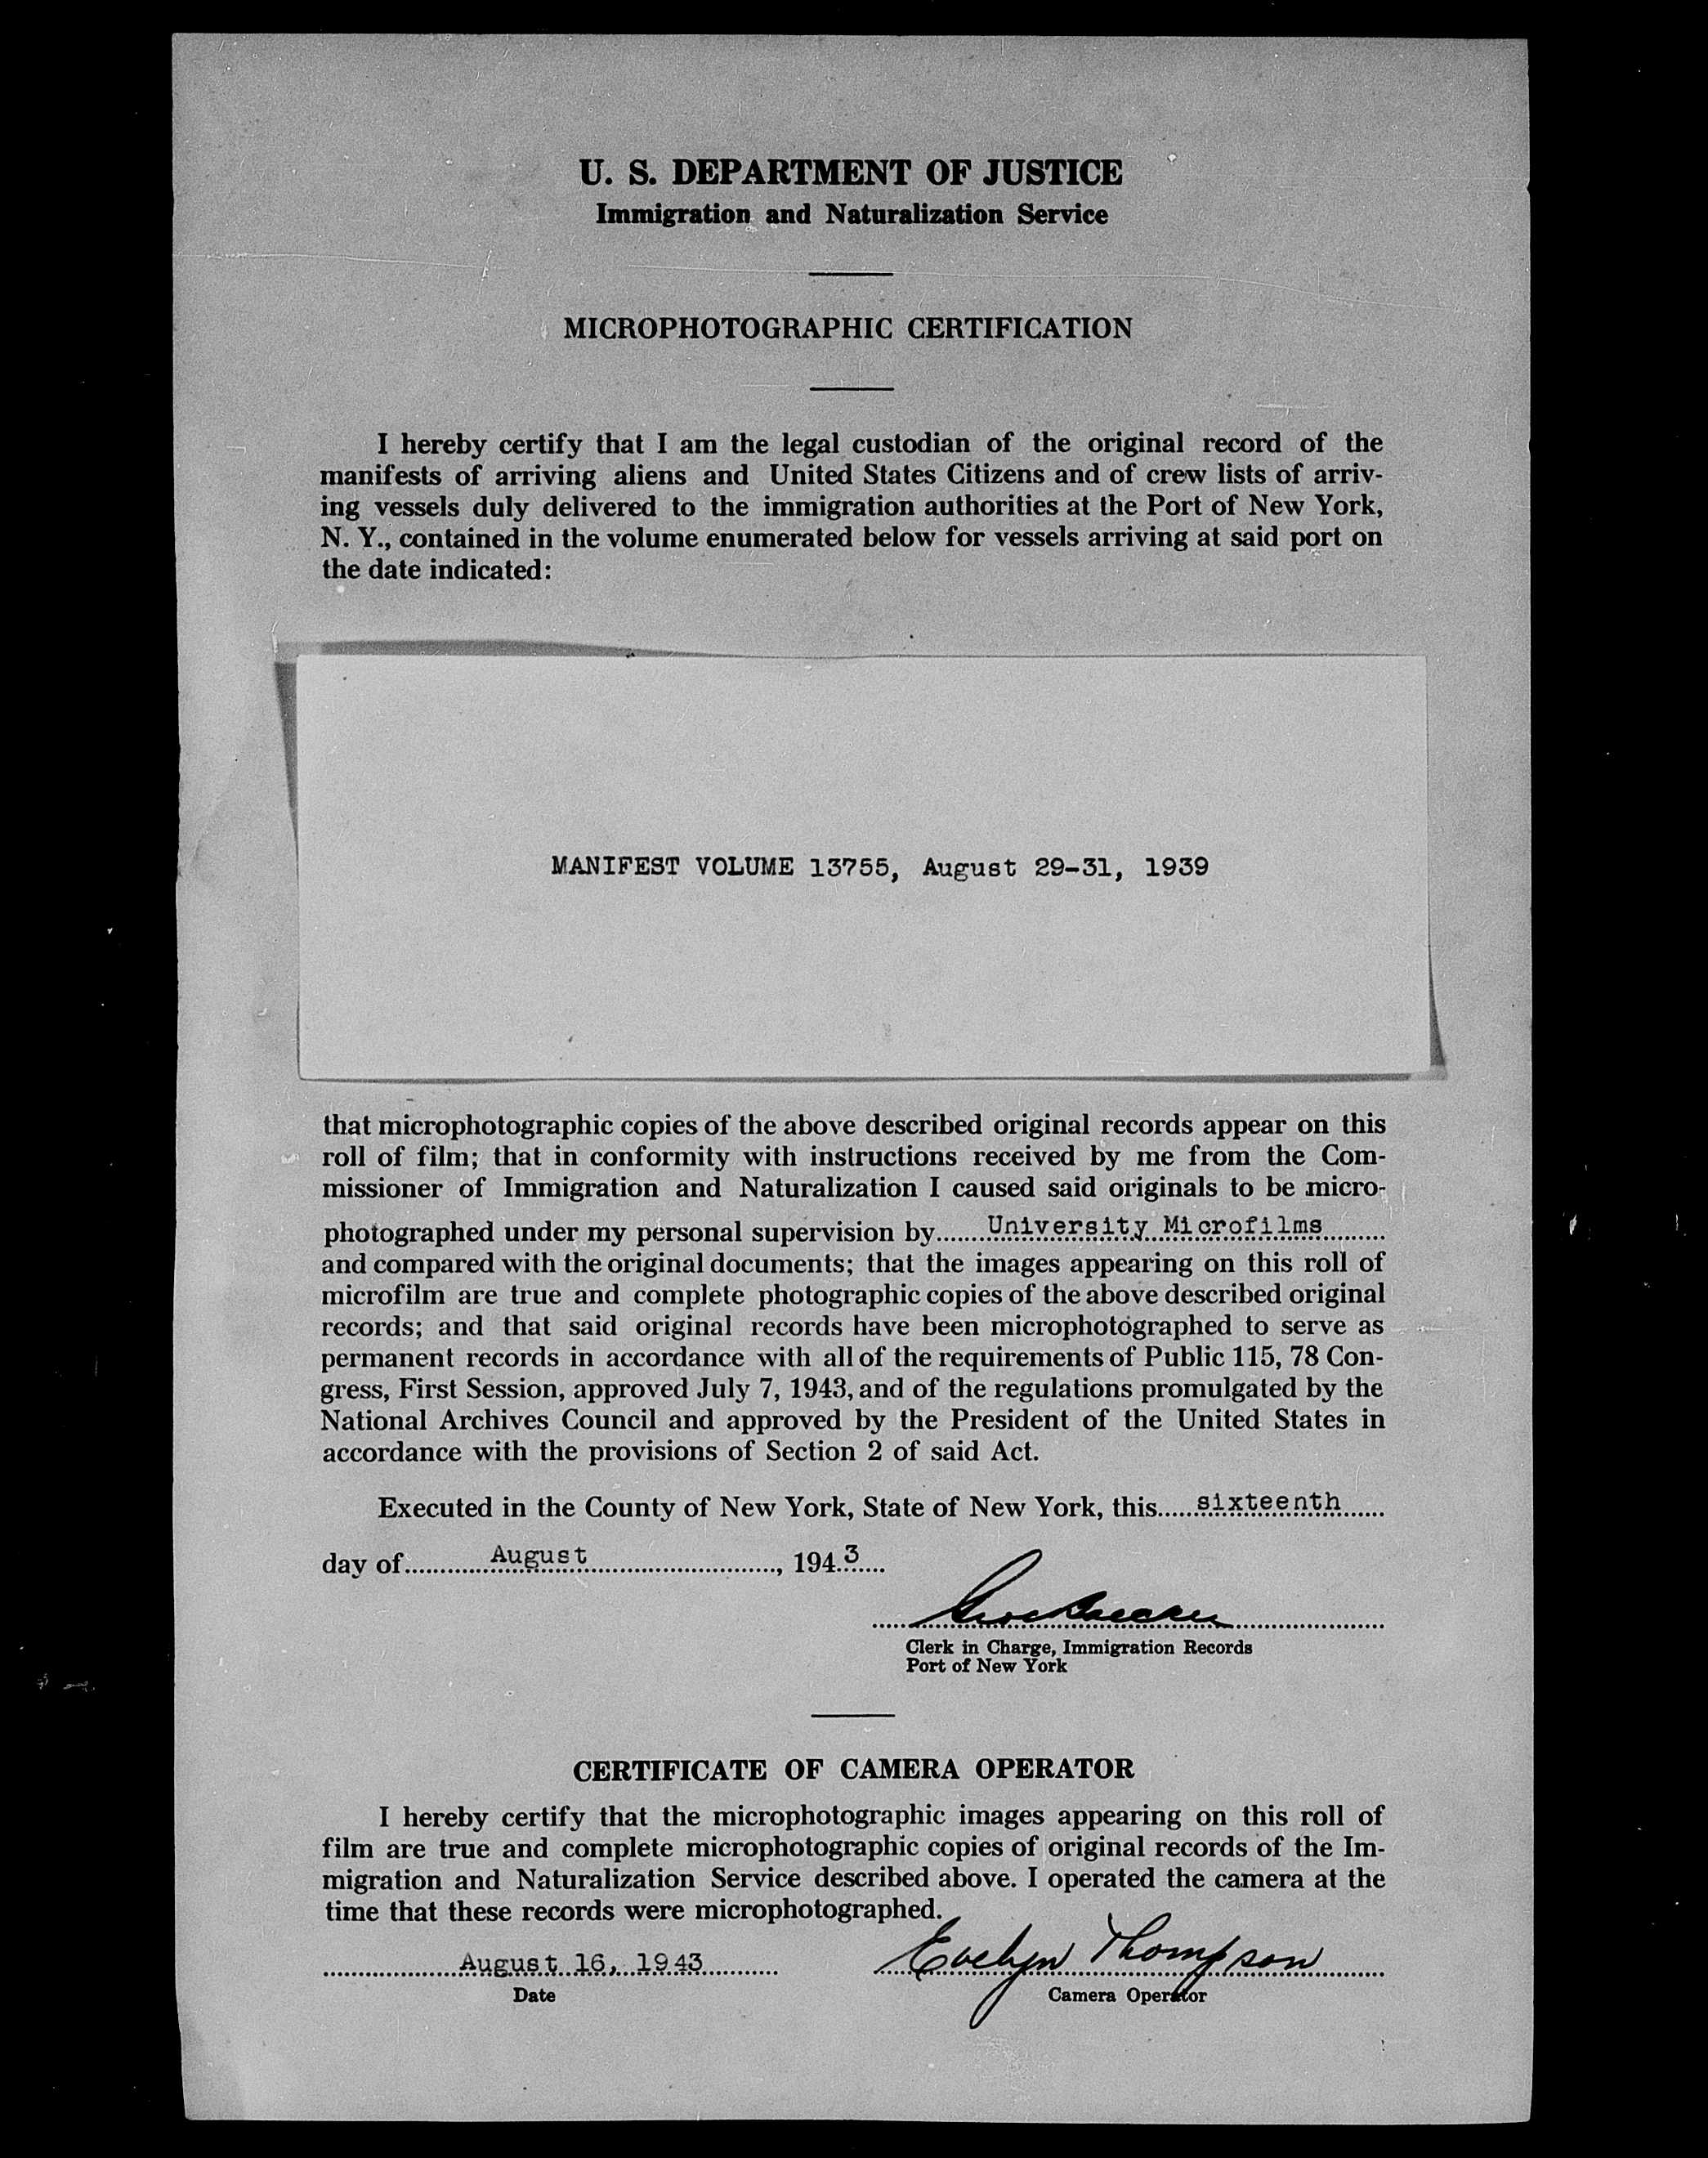 U. S. DEPARTMENT OF JUSTICE
Immigration and Naturalization Service
MICROPHOTOGRAPHIC CERTIFICATION
I hereby certify that I am the legal custodian of the original record of the
manifests of arriving aliens and United States Citizens and of crew lists of arriv-
ing vessels duly delivered to the immigration authorities at the Port of New York,
N. Y., contained in the volume enumerated below for vessels arriving at said port on
the date indicated:
MANIFEST VOLUME 13755, August 29-31, 1939
that microphotographic copies of the above described original records appear on this
roll of film; that in conformity with instructions received by me from the Com-
missioner of Immigration and Naturalization I caused said originals to be micro-
photographed under my personal supervision by University Microfilms
and compared with the original documents; that the images appearing on this roll of
microfilm are true and complete photographic copies of the above described original
records; and that said original records have been microphotographed to serve as
permanent records in accordance with all of the requirements of Public 115, 78 Con-
gress, First Session, approved July 7, 1943, and of the regulations promulgated by the
National Archives Council and approved by the President of the United States in
accordance with the provisions of Section 2 of said Act.
Executed in the County of New York, State of New York, this sixteenth
day of August, 1943
Clerk in Charge, Immigration Records
Port of New York
CERTIFICATE OF CAMERA OPERATOR
I hereby certify that the microphotographic images appearing on this roll of
film are true and complete microphotographic copies of original records of the Im-
migration and Naturalization Service described above. I operated the camera at the
time that these records were microphotographed.
August 16, 1943 Evelyn Thompson
Date Camera Operator